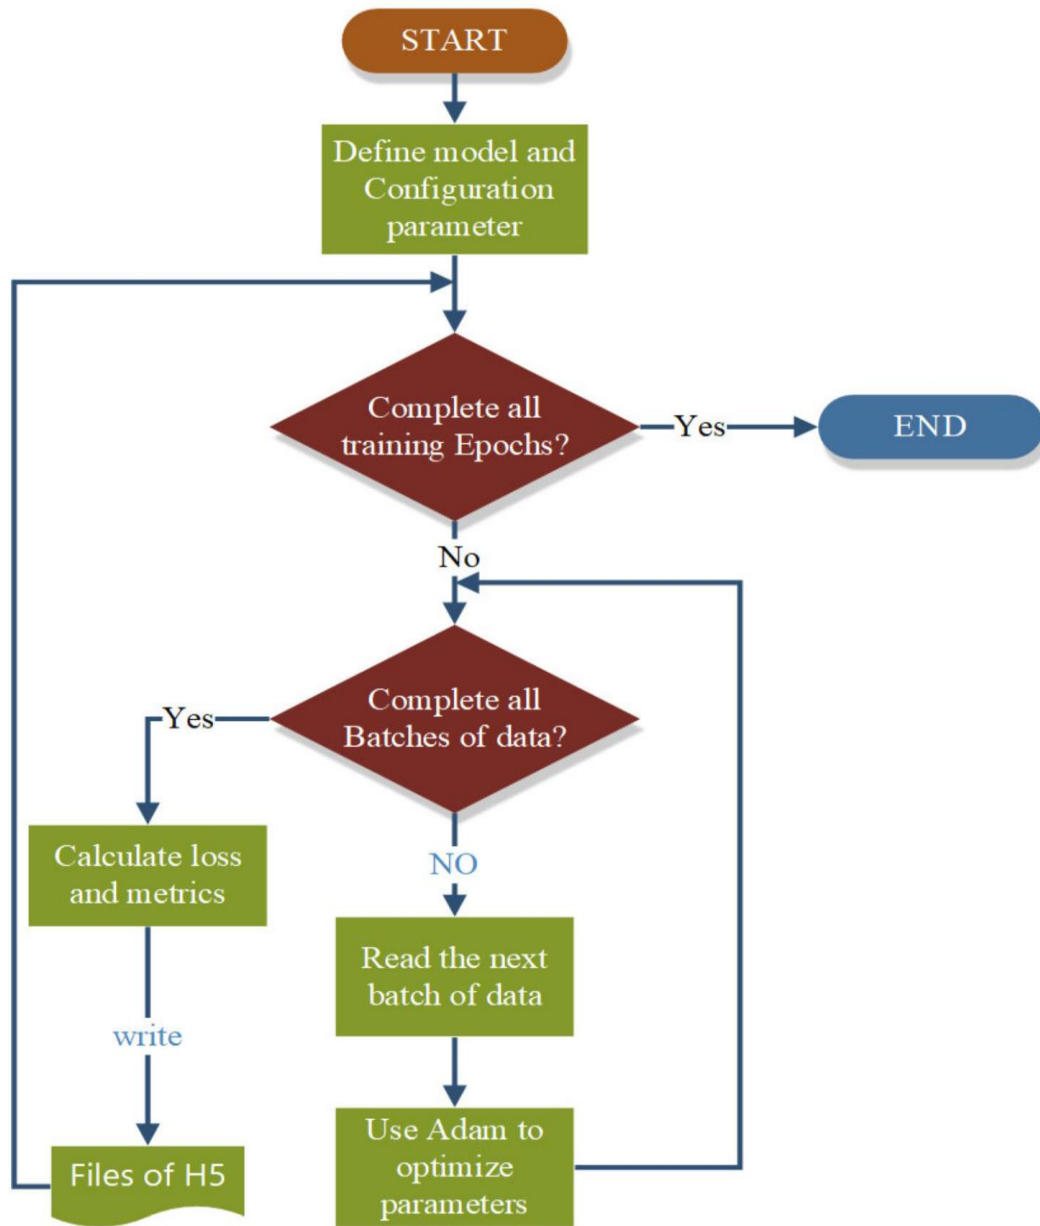 START
Define model and
Configuration
parameter
Complete all
training Epochs?
Yes
END
No
Complete all
Batches of data?
Yes
Calculate loss
and metrics
NO
Read the next
batch of data
write
Use Adam to
optimize
parameters
Files of H5